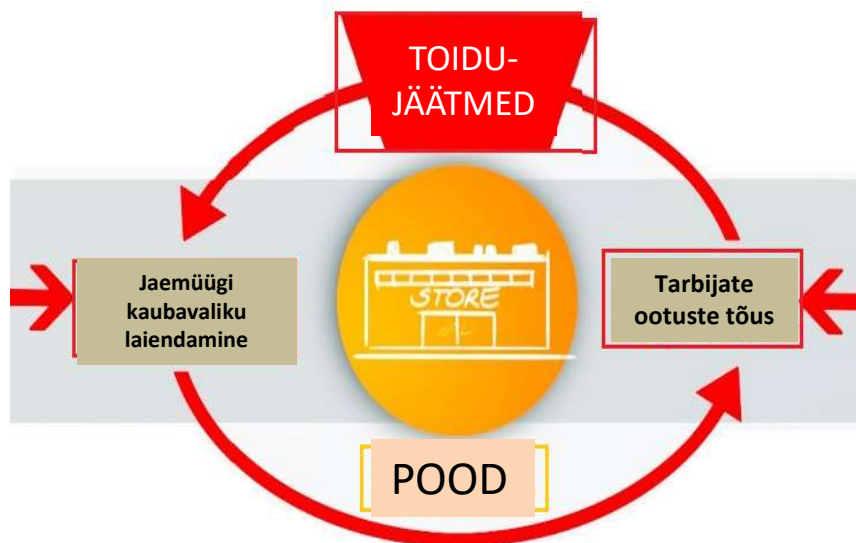 TOIDU-
JÄÄTMED
Jaemüügi
kaubavaliku
laiendamine
STORE
Tarbijate
ootuste tõus
POOD